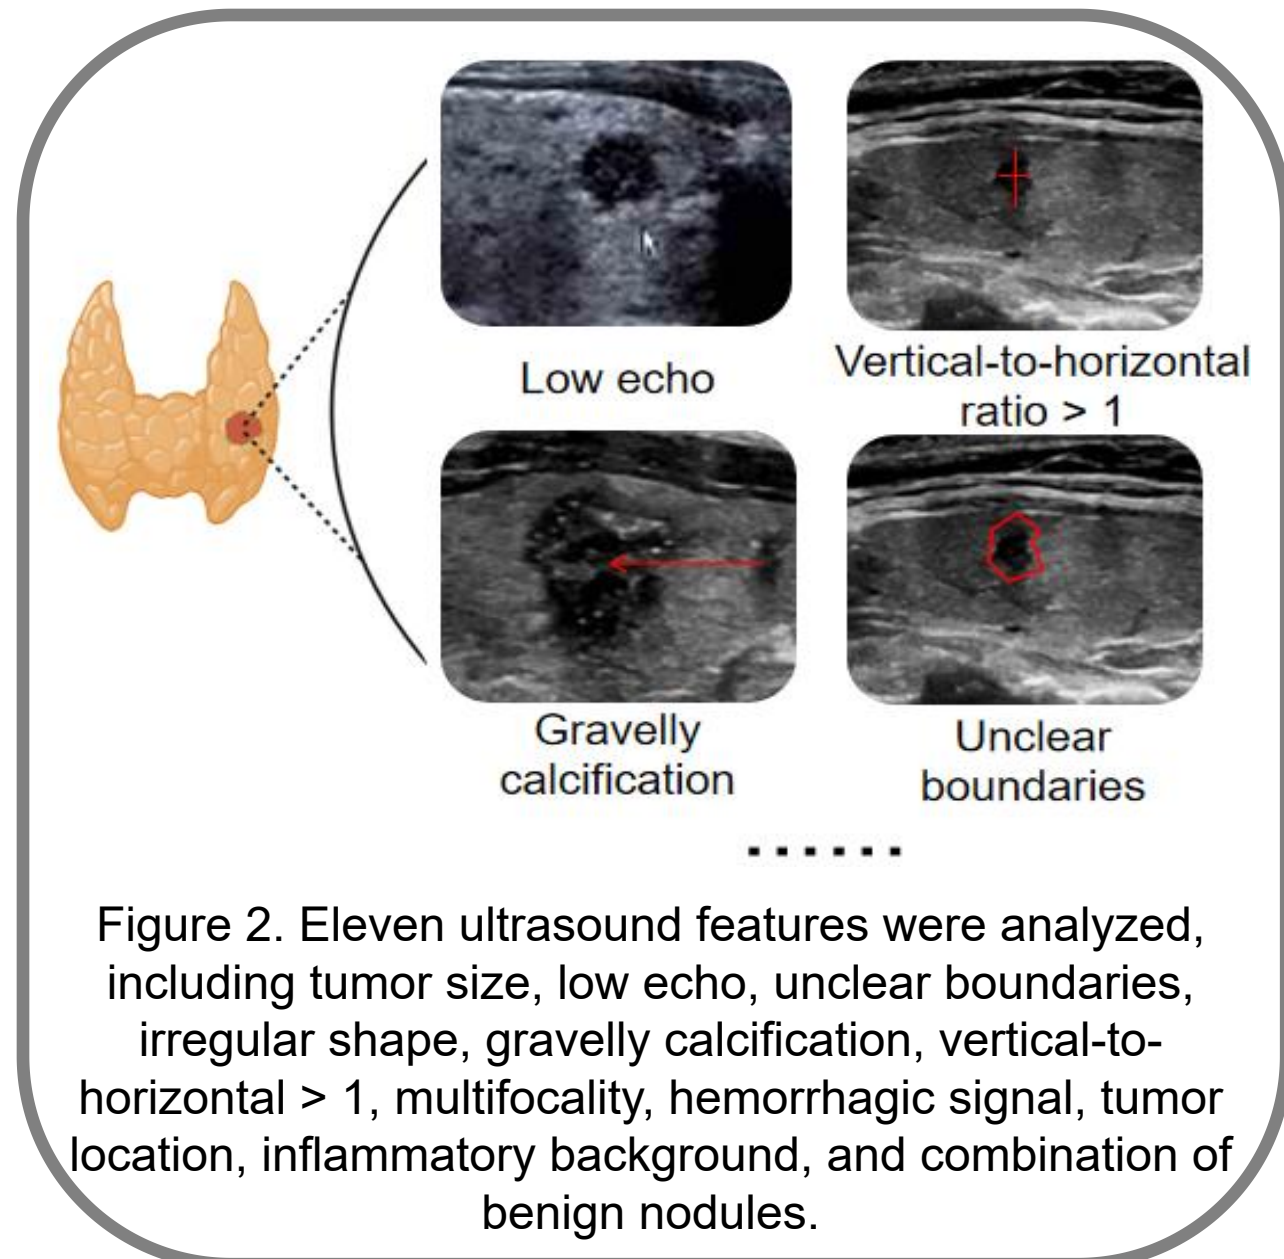 Low echo
Vertical-to-horizontal
ratio > 1
Gravelly
calcification
Unclear
boundaries
......
Figure 2. Eleven ultrasound features were analyzed,
including tumor size, low echo, unclear boundaries,
irregular shape, gravelly calcification, vertical-to-
horizontal > 1, multifocality, hemorrhagic signal, tumor
location, inflammatory background, and combination of
benign nodules.